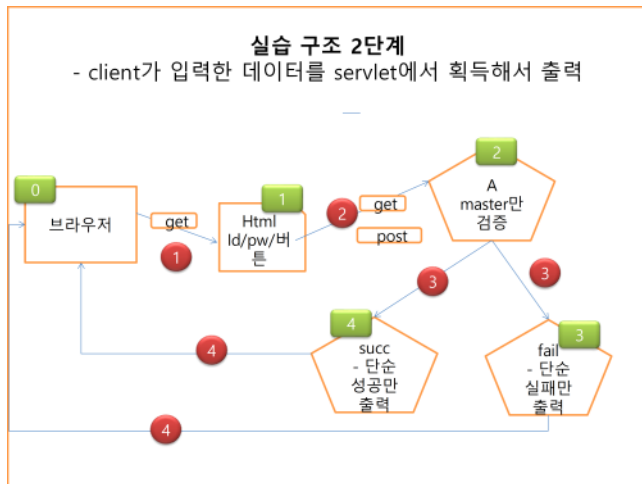 실습 구조 2단계
- client가 입력한 데이터를 servlet에서 획득해서 출력
0
브라우저
get
1
1
Html
Id/pw/버
튼
2
get
post
2
A
master만
검증
3
3
4
succ
- 단순
성공만
출력
3
fail
- 단순
실패만
출력
4
4